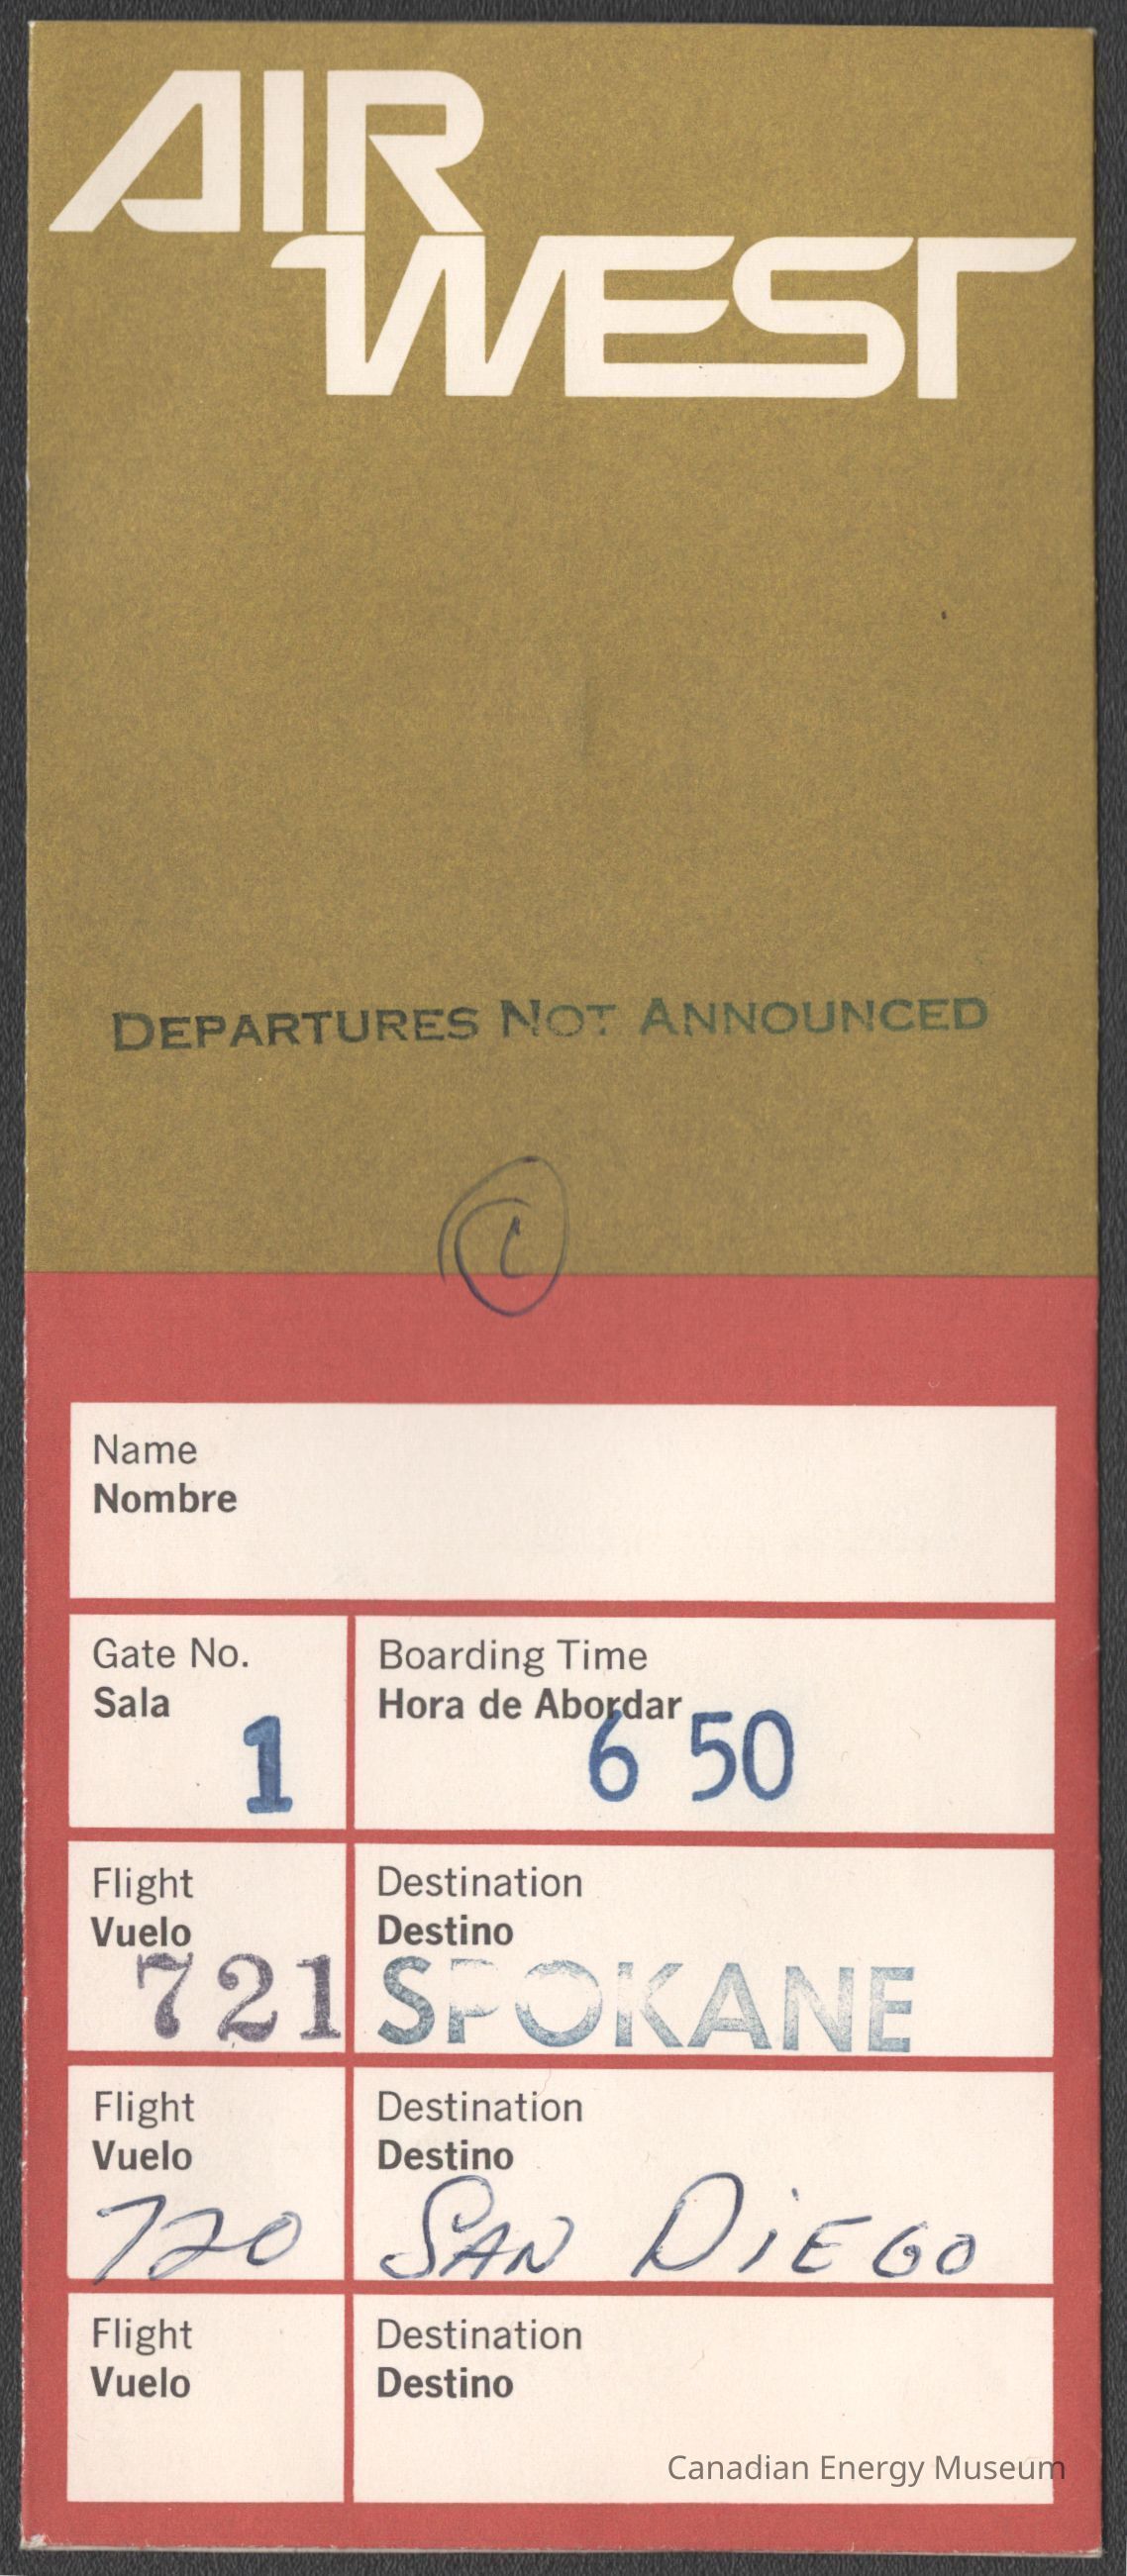 AIR
WEST
DEPARTURES NOT ANNOUNCED
Name
Nombre
Gate No.
Sala
1
Boarding Time
Hora de Abordar
6 50
Flight
Vuelo
721
Destination
Destino
SPOKANE
Flight
Vuelo
720
Destination
Destino
SAN DIEGO
Flight
Vuelo
Destination
Destino
Canadian Energy Museum